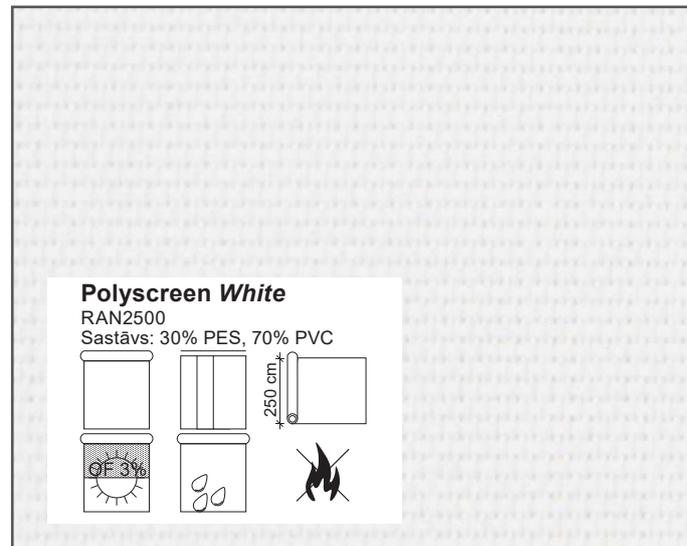 Polyscreen White
RAN2500
Sastāvs: 30% PES, 70% PVC
250 cm
OF 3%